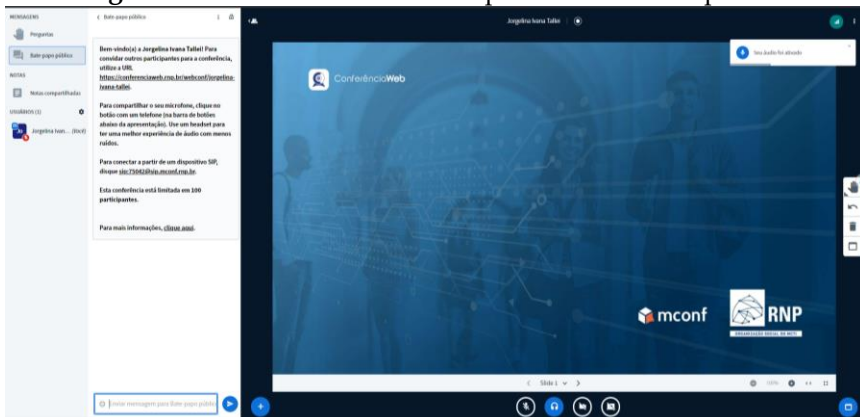 MENSAGENS
Perguntas
Bate-papo público
NOTAS
Notas compartilhadas
USUÁRIOS (1)
Jorgelina Ivan... (Você)
Bate-papo público
Bem-vindo(a) a Jorgelina Ivana Tallei! Para
convidar outros participantes para a conferência,
utilize a URL
https://conferenciaweb.rnp.br/webconf/jorgelina-
ivana-tallei.
Para compartilhar o seu microfone, clique no
botão com um telefone (na barra de botões
abaixo da apresentação). Use um headset para
ter uma melhor experiência de áudio com menos
ruídos.
Para conectar a partir de um dispositivo SIP,
disque
Esta conferência está limitada em 100
participantes.
Para mais informações, clique aqui.
Enviar mensagem para Bate-papo público
Jorgelina Ivana Tallei
Seu áudio foi ativado
ConferênciaWeb
mconf
RNP
ORGANIZAÇÃO SOCIAL DO MCTI
Slide 1
100%